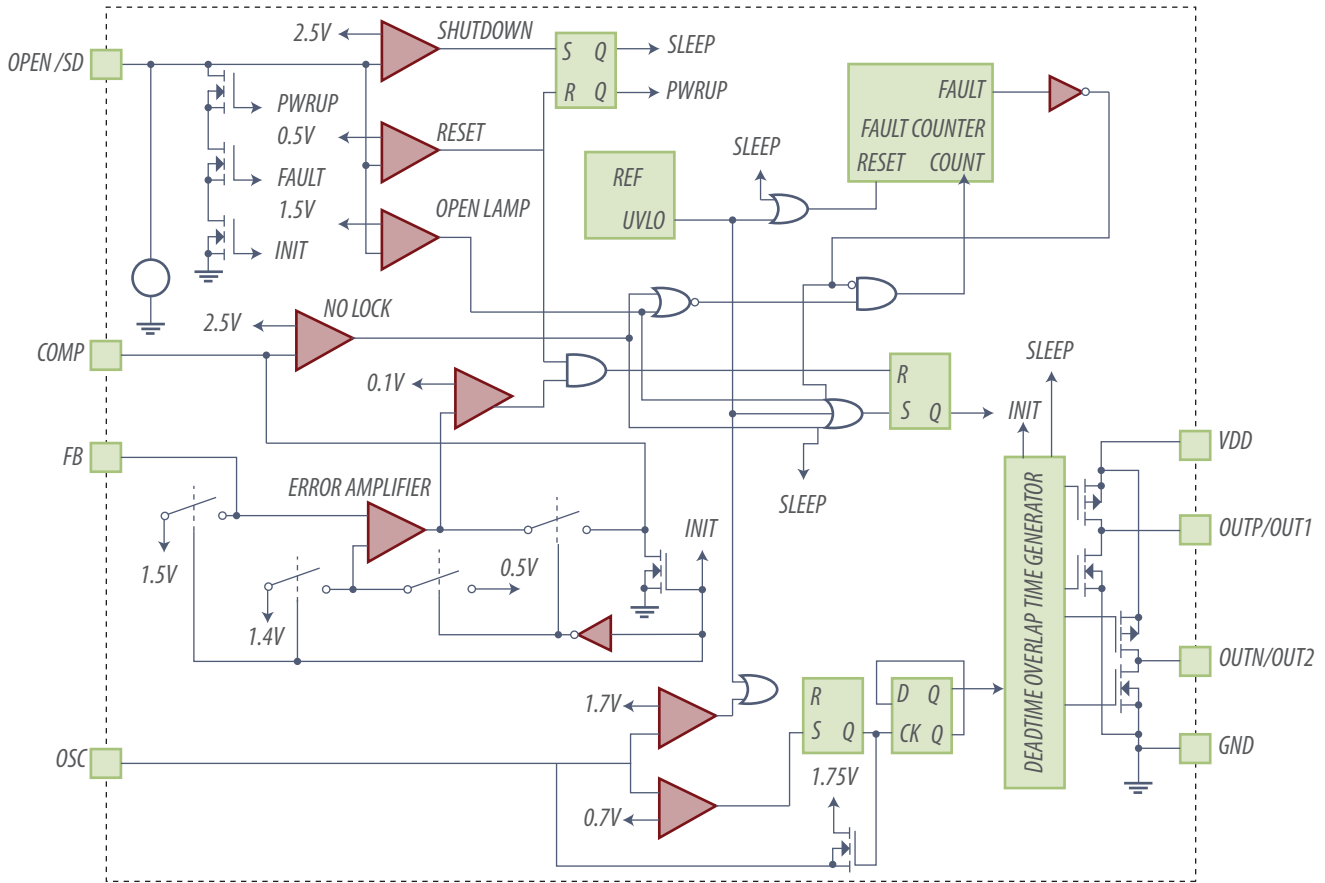 OPEN /SD
2.5V
SHUTDOWN
S Q
R Q
SLEEP
PWRUP
PWRUP
0.5V
RESET
FAULT
1.5V
OPEN LAMP
INIT
REF
UVLO
SLEEP
FAULT
FAULT COUNTER
RESET COUNT
COMP
2.5V
NO LOCK
0.1V
SLEEP
R
S Q
INIT
SLEEP
SLEEP
FB
ERROR AMPLIFIER
1.5V
1.4V
0.5V
INIT
DEADTIME OVERLAP TIME GENERATOR
VDD
OUTP/OUT1
OUTN/OUT2
GND
OSC
1.7V
0.7V
R
S Q
D Q
CK Q
1.75V